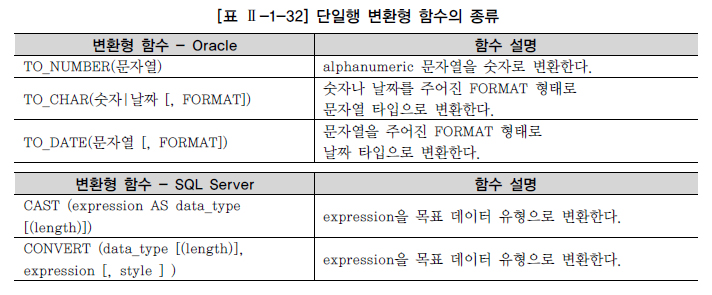 [표 Ⅱ-1-32] 단일행 변환형 함수의 종류
변환형 함수 - Oracle
함수 설명
TO_NUMBER(문자열)
alphanumeric 문자열을 숫자로 변환한다.
TO_CHAR(숫자|날짜 [, FORMAT])
숫자나 날짜를 주어진 FORMAT 형태로
문자열 타입으로 변환한다.
TO_DATE(문자열 [, FORMAT])
문자열을 주어진 FORMAT 형태로
날짜 타입으로 변환한다.
변환형 함수 - SQL Server
함수 설명
CAST (expression AS data_type
[(length)])
expression을 목표 데이터 유형으로 변환한다.
CONVERT (data_type [(length)],
expression [, style ] )
expression을 목표 데이터 유형으로 변환한다.